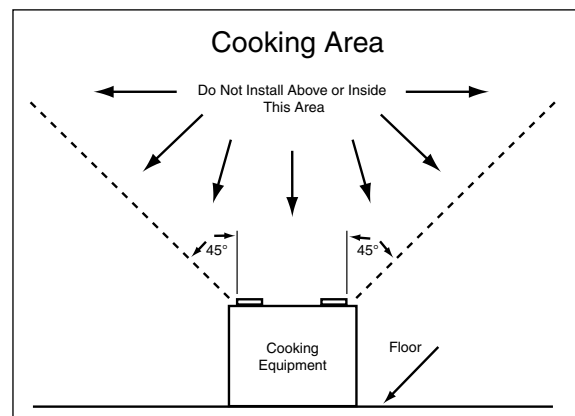 Cooking Area
Do Not Install Above or Inside
This Area
45°
45°
Cooking
Equipment
Floor